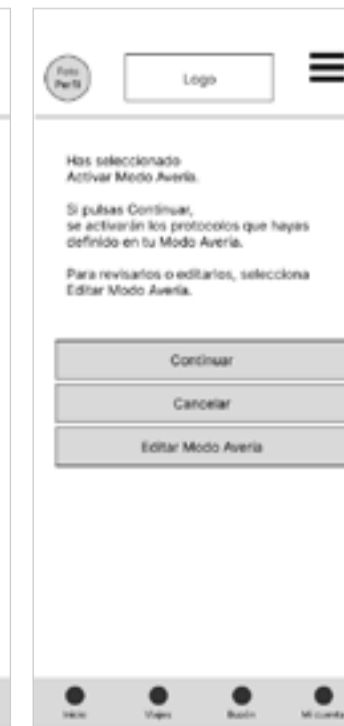 Foto
Perfil
Logo
Has seleccionado
Activar Modo Avería.
Si pulsas Continuar,
se activarán los protocolos que hayas
definido en tu Modo Avería.
Para revisarlos o editarlos, selecciona
Editar Modo Avería.
Continuar
Cancelar
Editar Modo Avería
Inicio
Viajes
Buzón
Mi cuenta